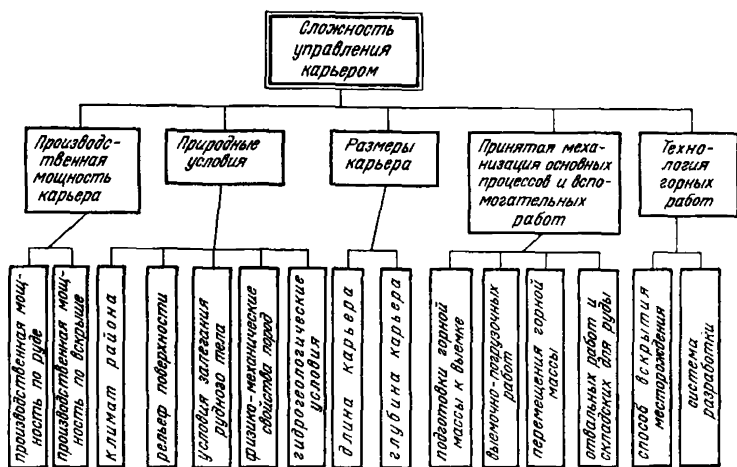 Сложность
управления
карьером
Производс-
твенная
мощность
карьера
Природные
условия
Размеры
карьера
Принятая меха-
низация основных
процессов и вспо-
могательных
работ
Техно-
логия
горных
работ
производственная мощ-
ность по руде
производственная мощ-
ность по вскрыше
климат района
рельеф поверхности
условия залегания
рудного тела
физико-механические
свойства пород
гидрогеологические
условия
длина карьера
глубина карьера
подготовки горной
массы к выемке
выемочно-погрузочных
работ
перемещения горной
массы
отвальных работ и
складских для руды
способ вскрытия
месторождения
система
разработки